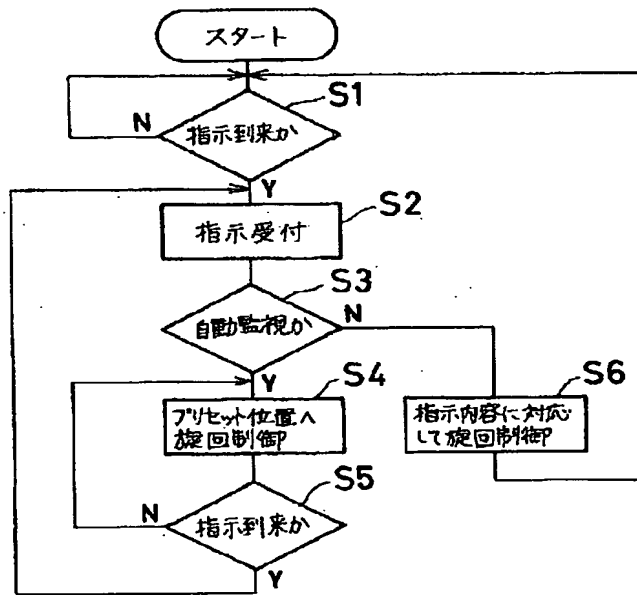 スタート
S1
N
指示到来か
Y
S2
指示受付
S3
N
自動監視か
Y
S4
S6
プリセット位置へ
旋回制御
指示内容に対応
して旋回制御
S5
N
指示到来か
Y